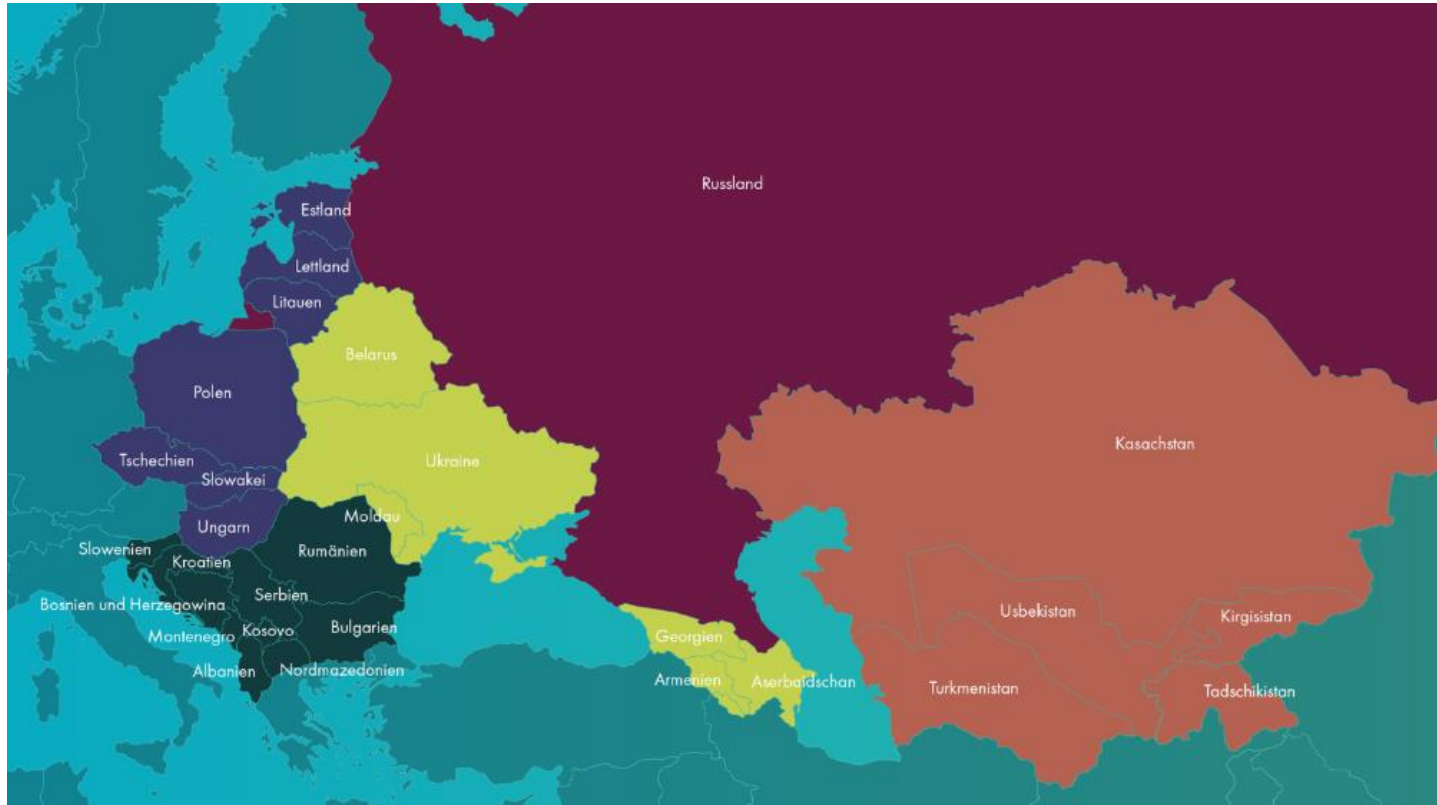 Russland
Estland
Lettland
Litauen
Belarus
Polen
Kasachstan
Tschechien
Ukraine
Slowakei
Moldau
Ungarn
Slowenien
Rumänien
Kroatien
Serbien
Bosnien und Herzegowina
Usbekistan
Kirgisistan
Kosovo
Bulgarien
Montenegro
Georgien
Albanien
Nordmazedonien
Armenien
Aserbaidschan
Turkmenistan
Tadschikistan